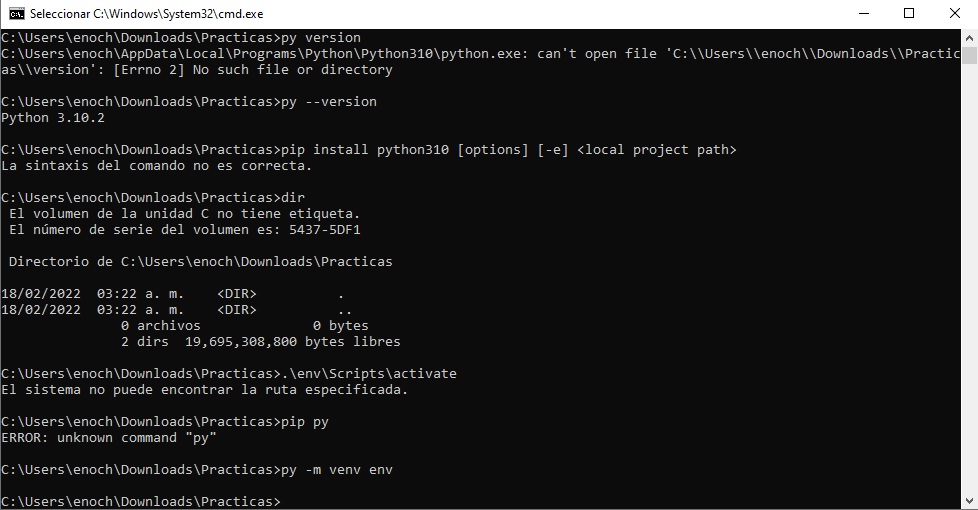 Seleccionar C:\Windows\System32\cmd.exe
C:\Users\enoch\Downloads\Practicas>py version
C:\Users\enoch\AppData\Local\Programs\Python\Python310\python.exe: can't open file 'C:\\Users\\enoch\\Downloads\\Practic
as\\version': [Errno 2] No such file or directory
C:\Users\enoch\Downloads\Practicas>py --version
Python 3.10.2
C:\Users\enoch\Downloads\Practicas>pip install python310 [options] [-e] <local project path>
La sintaxis del comando no es correcta.
C:\Users\enoch\Downloads\Practicas>dir
El volumen de la unidad C no tiene etiqueta.
El número de serie del volumen es: 5437-5DF1
Directorio de C:\Users\enoch\Downloads\Practicas
18/02/2022  03:22 a. m.    <DIR>          .
18/02/2022  03:22 a. m.    <DIR>          ..
0 archivos              0 bytes
2 dirs  19,695,308,800 bytes libres
C:\Users\enoch\Downloads\Practicas>.\env\Scripts\activate
El sistema no puede encontrar la ruta especificada.
C:\Users\enoch\Downloads\Practicas>pip py
ERROR: unknown command "py"
C:\Users\enoch\Downloads\Practicas>py -m venv env
C:\Users\enoch\Downloads\Practicas>